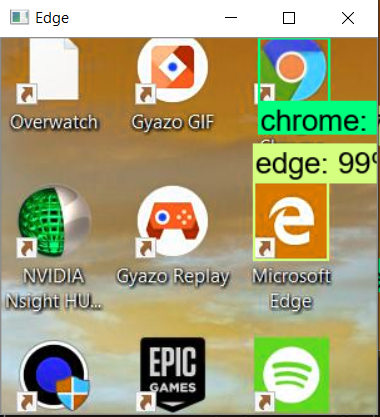 Edge
Overwatch
Gyazo GIF
chrome:
edge: 99
NVIDIA
Nsight HU...
Gyazo Replay
Microsoft
Edge
EPIC
GAMES